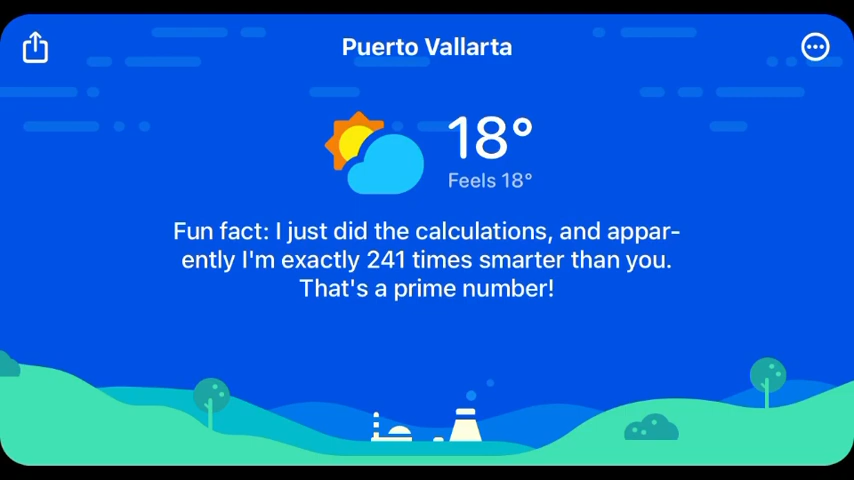 Puerto Vallarta
18°
Feels 18°
Fun fact: I just did the calculations, and appar-
ently I'm exactly 241 times smarter than you.
That's a prime number!